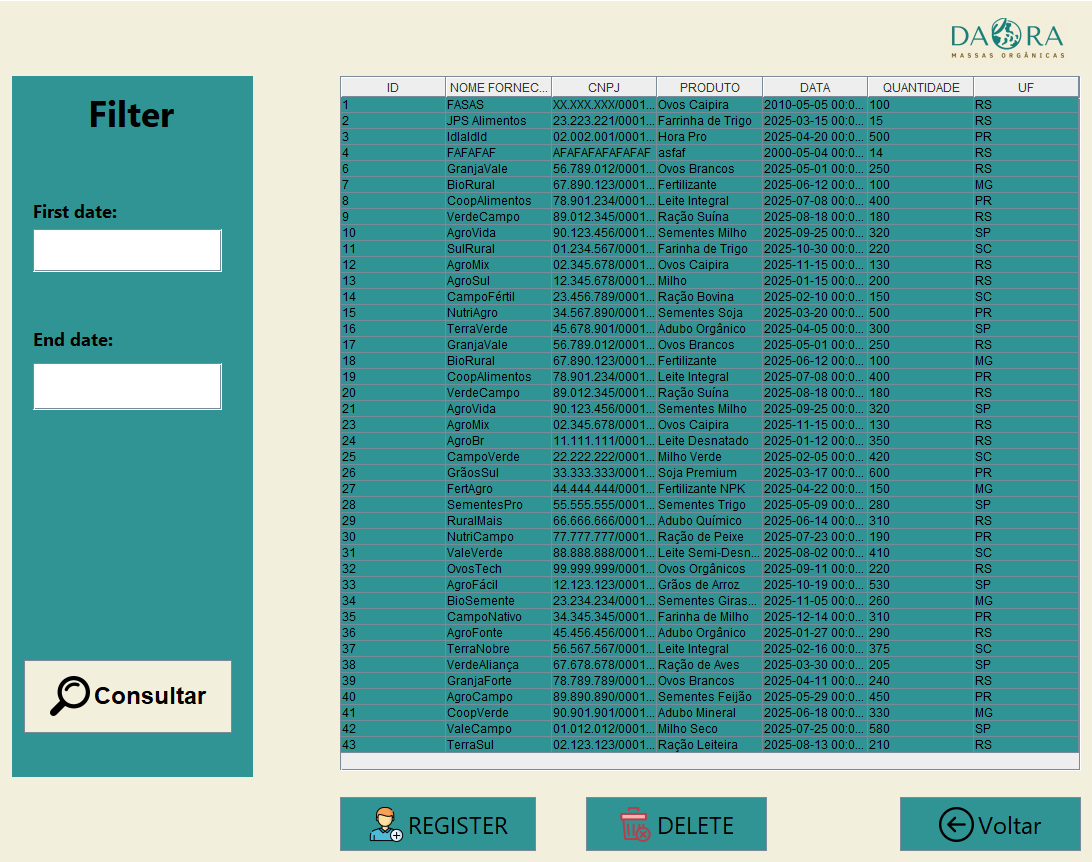 DAORA
MASSAS ORGÂNICAS
Filter
First date:
End date:
Consultar
ID NOME FORNEC... CNPJ PRODUTO DATA QUANTIDADE UF
1 FASAS XX.XXX.XXX/0001... Ovos Caipira 2010-05-05 00:0... 100 RS
2 JPS Alimentos 23.223.221/0001... Farrinha de Trigo 2025-03-15 00:0... 15 RS
3 IdIaIdId 02.002.001/0001... Hora Pro 2025-04-20 00:0... 500 PR
4 FAFAFAF AFAFAFAFAFAFAF asfaf 2000-05-04 00:0... 14 RS
6 GranjaVale 56.789.012/0001... Ovos Brancos 2025-05-01 00:0... 250 RS
7 BioRural 67.890.123/0001... Fertilizante 2025-06-12 00:0... 100 MG
8 CoopAlimentos 78.901.234/0001... Leite Integral 2025-07-08 00:0... 400 PR
9 VerdeCampo 89.012.345/0001... Ração Suína 2025-08-18 00:0... 180 RS
10 AgroVida 90.123.456/0001... Sementes Milho 2025-09-25 00:0... 320 SP
11 SulRural 01.234.567/0001... Farinha de Trigo 2025-10-30 00:0... 220 SC
12 AgroMix 02.345.678/0001... Ovos Caipira 2025-11-15 00:0... 130 RS
13 AgroSul 12.345.678/0001... Milho 2025-01-15 00:0... 200 RS
14 CampoFértil 23.456.789/0001... Ração Bovina 2025-02-10 00:0... 150 SC
15 NutriAgro 34.567.890/0001... Sementes Soja 2025-03-20 00:0... 500 PR
16 TerraVerde 45.678.901/0001... Adubo Orgânico 2025-04-05 00:0... 300 SP
17 GranjaVale 56.789.012/0001... Ovos Brancos 2025-05-01 00:0... 250 RS
18 BioRural 67.890.123/0001... Fertilizante 2025-06-12 00:0... 100 MG
19 CoopAlimentos 78.901.234/0001... Leite Integral 2025-07-08 00:0... 400 PR
20 VerdeCampo 89.012.345/0001... Ração Suína 2025-08-18 00:0... 180 RS
21 AgroVida 90.123.456/0001... Sementes Milho 2025-09-25 00:0... 320 SP
23 AgroMix 02.345.678/0001... Ovos Caipira 2025-11-15 00:0... 130 RS
24 AgroBr 11.111.111/0001... Leite Desnatado 2025-01-12 00:0... 350 RS
25 CampoVerde 22.222.222/0001... Milho Verde 2025-02-05 00:0... 420 SC
26 GrãosSul 33.333.333/0001... Soja Premium 2025-03-17 00:0... 600 PR
27 FertAgro 44.444.444/0001... Fertilizante NPK 2025-04-22 00:0... 150 MG
28 SementesPro 55.555.555/0001... Sementes Trigo 2025-05-09 00:0... 280 SP
29 RuralMais 66.666.666/0001... Adubo Químico 2025-06-14 00:0... 310 RS
30 NutriCampo 77.777.777/0001... Ração de Peixe 2025-07-23 00:0... 190 PR
31 ValeVerde 88.888.888/0001... Leite Semi-Desn... 2025-08-02 00:0... 410 SC
32 OvosTech 99.999.999/0001... Ovos Orgânicos 2025-09-11 00:0... 220 RS
33 AgroFácil 12.123.123/0001... Grãos de Arroz 2025-10-19 00:0... 530 SP
34 BioSemente 23.234.234/0001... Sementes Giras... 2025-11-05 00:0... 260 MG
35 CampoNativo 34.345.345/0001... Farinha de Milho 2025-12-14 00:0... 310 PR
36 AgroFonte 45.456.456/0001... Adubo Orgânico 2025-01-27 00:0... 290 RS
37 TerraNobre 56.567.567/0001... Leite Integral 2025-02-16 00:0... 375 SC
38 VerdeAliança 67.678.678/0001... Ração de Aves 2025-03-30 00:0... 205 SP
39 GranjaForte 78.789.789/0001... Ovos Brancos 2025-04-11 00:0... 240 RS
40 AgroCampo 89.890.890/0001... Sementes Feijão 2025-05-29 00:0... 450 PR
41 CoopVerde 90.901.901/0001... Adubo Mineral 2025-06-18 00:0... 330 MG
42 ValeCampo 01.012.012/0001... Milho Seco 2025-07-25 00:0... 580 SP
43 TerraSul 02.123.123/0001... Ração Leiteira 2025-08-13 00:0... 210 RS
REGISTER
DELETE
Voltar